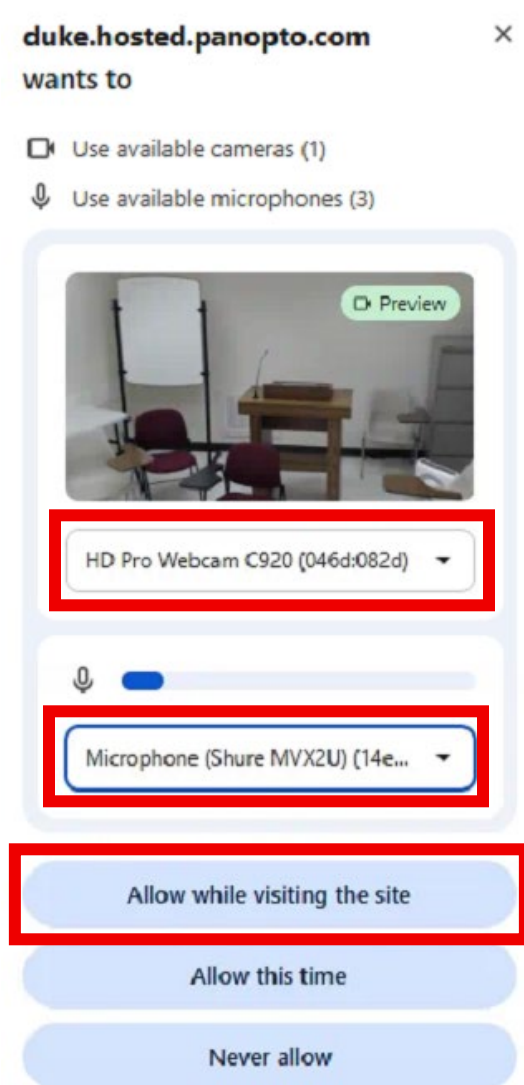 duke.hosted.panopto.com
wants to
Use available cameras (1)
Use available microphones (3)
Preview
HD Pro Webcam C920 (046d:082d)
Microphone (Shure MVX2U) (14e...
Allow while visiting the site
Allow this time
Never allow